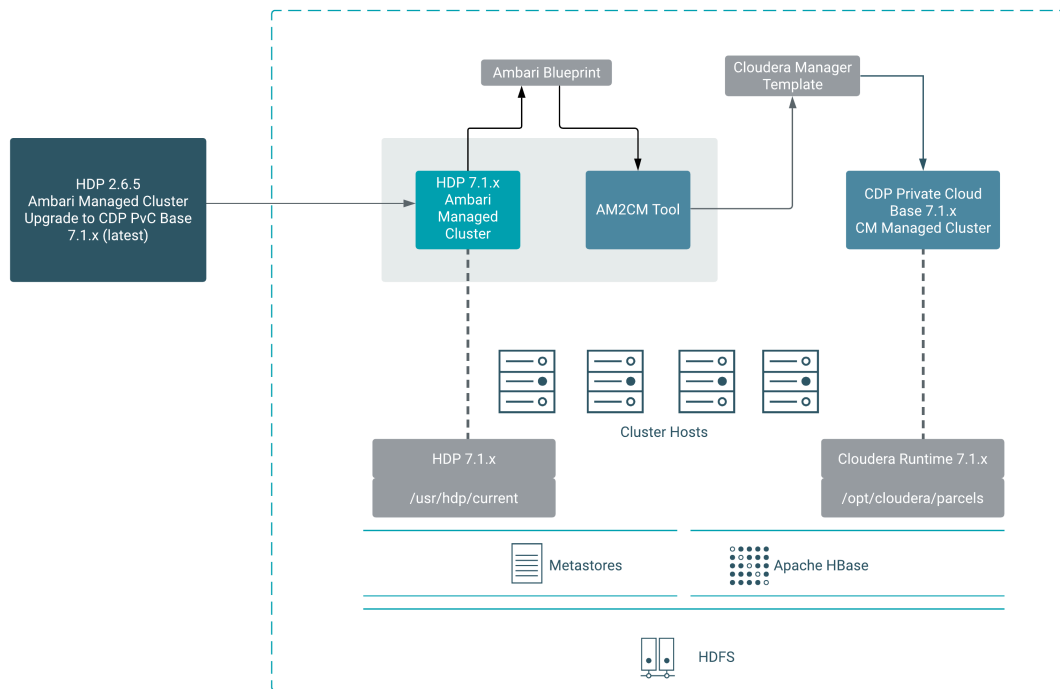 Ambari Blueprint
Cloudera Manager
Template
HDP 2.6.5
Ambari Managed Cluster
Upgrade to CDP PvC Base
7.1.x (latest)
HDP 7.1.x
Ambari
Managed
Cluster
AM2CM Tool
CDP Private Cloud
Base 7.1.x
CM Managed Cluster
Cluster Hosts
HDP 7.1.x
/usr/hdp/current
Cloudera Runtime 7.1.x
/opt/cloudera/parcels
Metastores
Apache HBase
HDFS